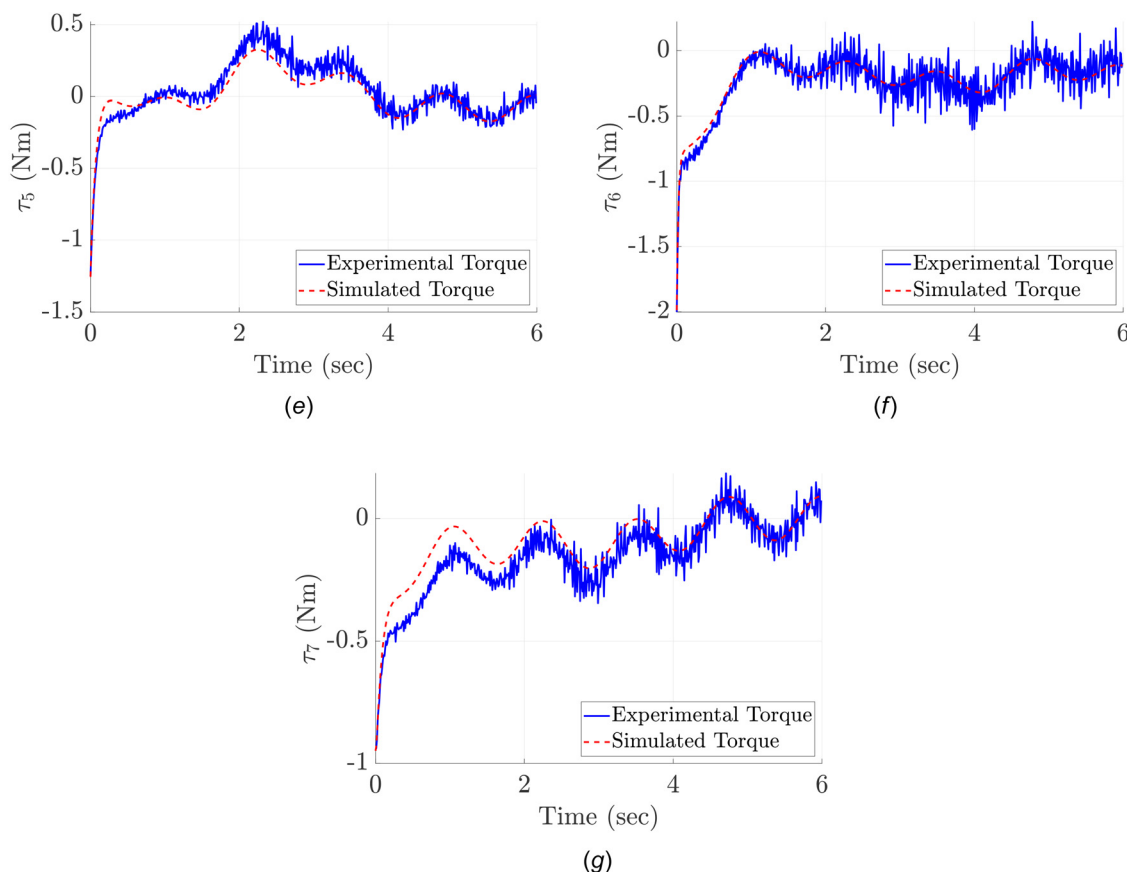 0.5
0
-0.5
-1
-1.5
τ5 (Nm)
Experimental Torque
Simulated Torque
0 2 4 6
Time (sec)
(e)
0
-0.5
-1
-1.5
-2
τ6 (Nm)
Experimental Torque
Simulated Torque
0 2 4 6
Time (sec)
(f)
0
-0.5
-1
τ7 (Nm)
Experimental Torque
Simulated Torque
0 2 4 6
Time (sec)
(g)